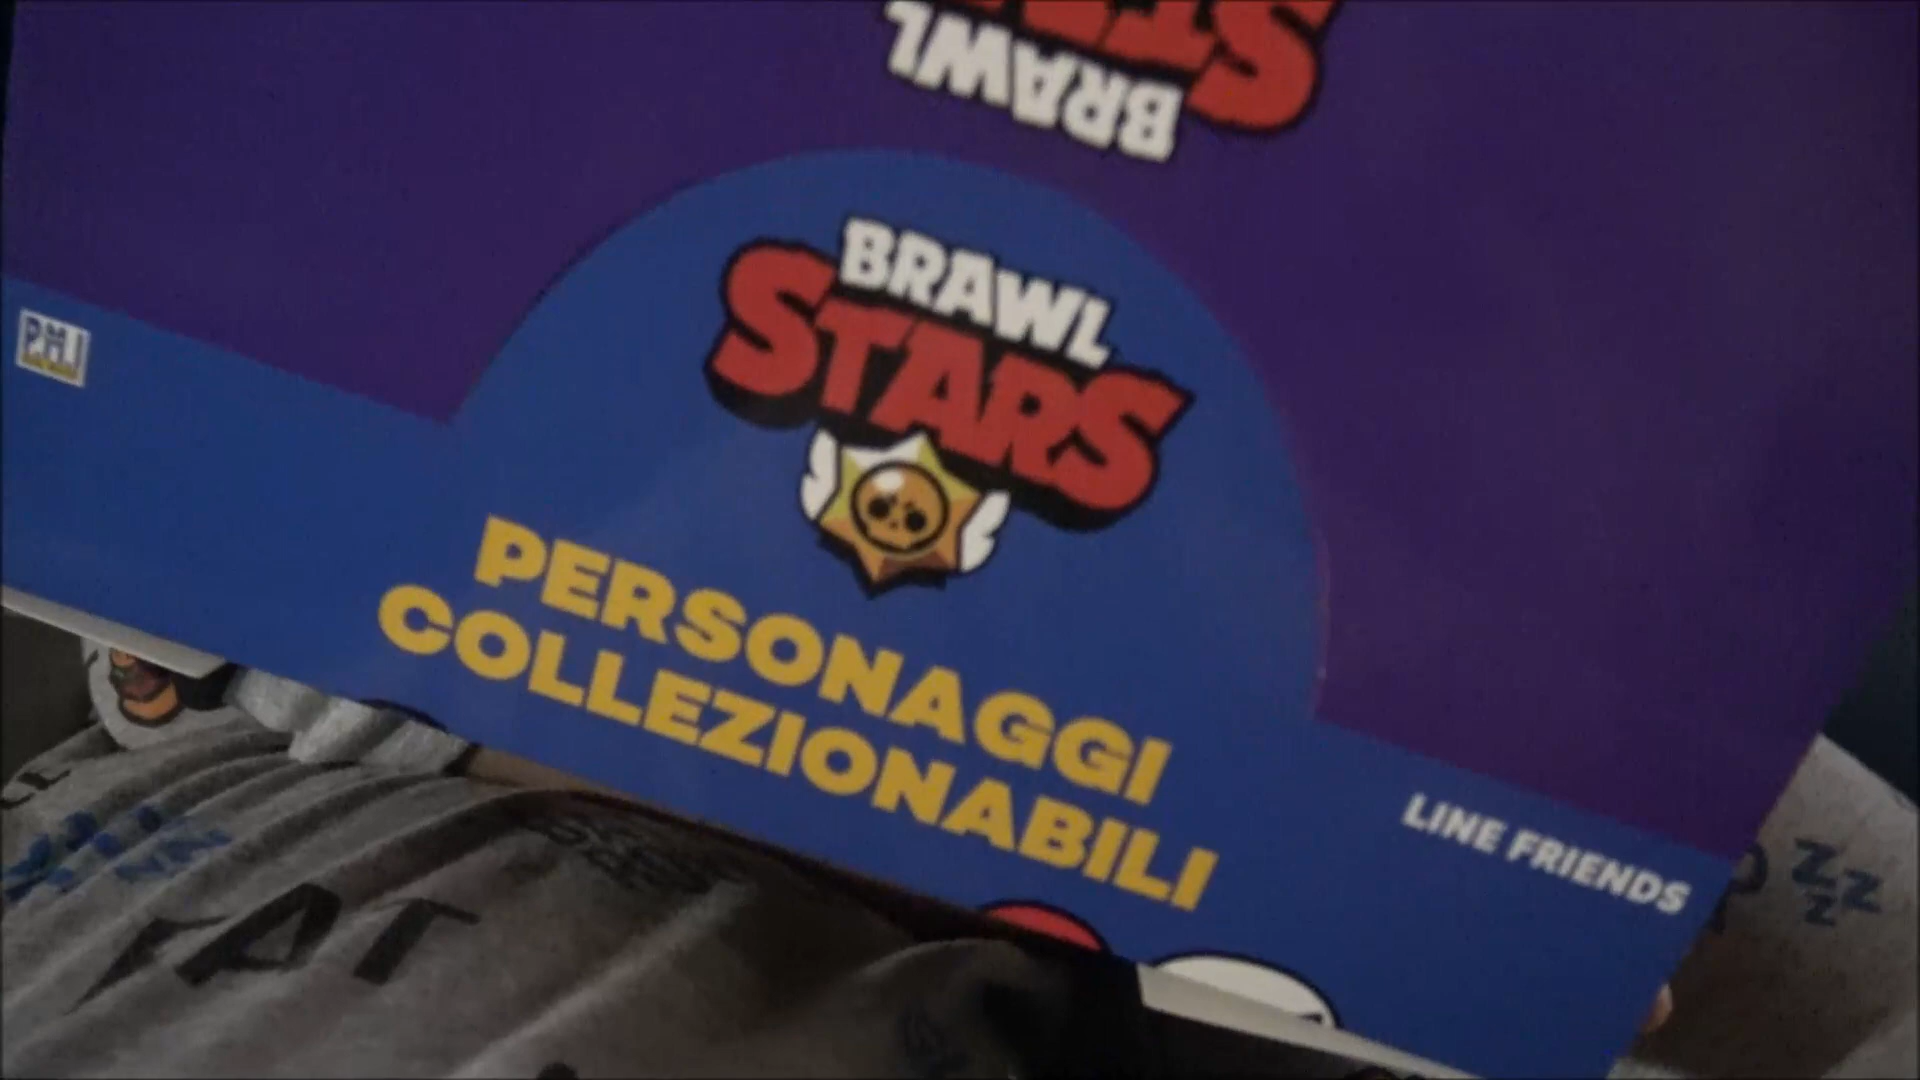 STARS
BRAWL
BRAWL
STARS
P.M.I
PERSONAGGI
COLLEZIONABILI
LINE FRIENDS
Z Z
Z